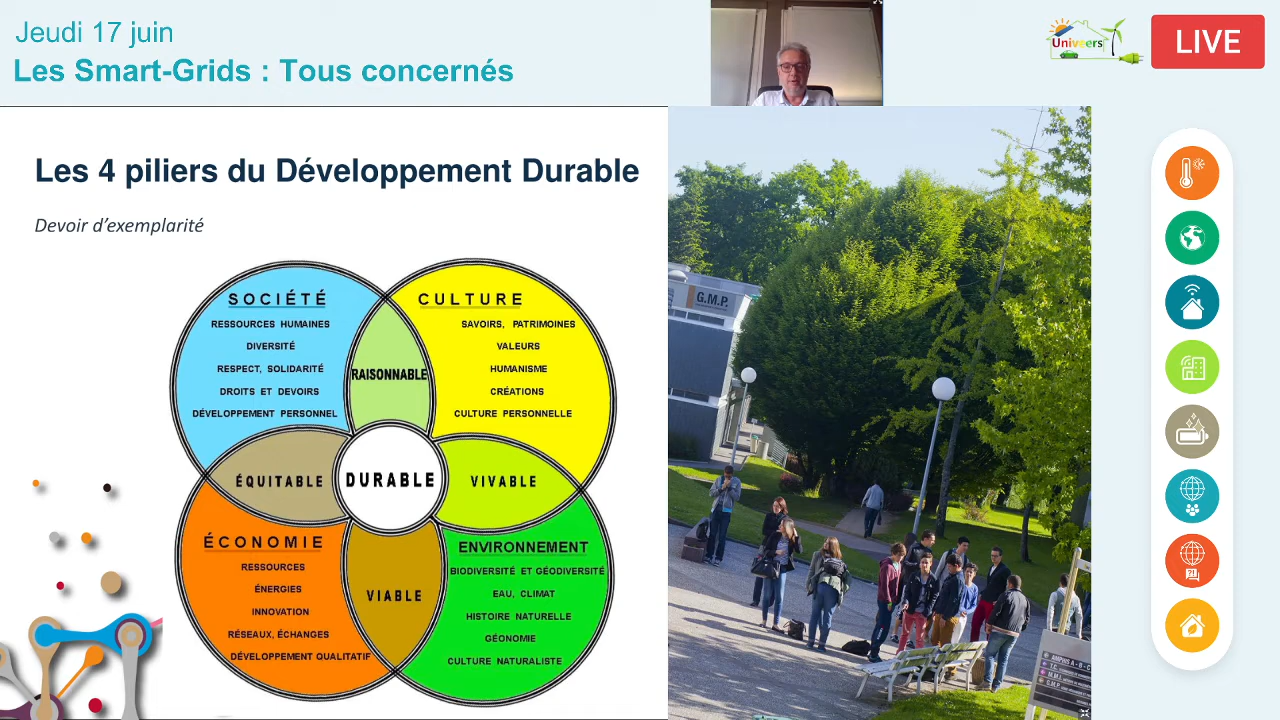 Jeudi 17 juin
Les Smart-Grids : Tous concernés
Univeers
LIVE
Les 4 piliers du Développement Durable
Devoir d'exemplarité
SOCIÉTÉ
RESSOURCES HUMAINES
DIVERSITÉ
RESPECT, SOLIDARITÉ
DROITS ET DEVOIRS
DÉVELOPPEMENT PERSONNEL
CULTURE
SAVOIRS, PATRIMOINES
VALEURS
HUMANISME
CRÉATIONS
CULTURE PERSONNELLE
RAISONNABLE
ÉQUITABLE
DURABLE
VIVABLE
ÉCONOMIE
RESSOURCES
ÉNERGIES
INNOVATION
RÉSEAUX, ÉCHANGES
DÉVELOPPEMENT QUALITATIF
VIABLE
ENVIRONNEMENT
BIODIVERSITÉ ET GÉODIVERSITÉ
EAU, CLIMAT
HISTOIRE NATURELLE
GÉONOMIE
CULTURE NATURALISTE
G.M.P.
AMPHIS A - B - C
T.C.
M.M.I.
G.M.P.